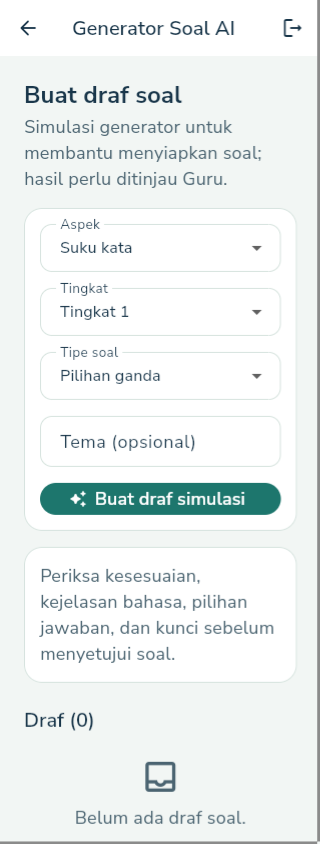 Generator Soal AI
Buat draf soal
Simulasi generator untuk
membantu menyiapkan soal;
hasil perlu ditinjau Guru.
Aspek
Suku kata
Tingkat
Tingkat 1
Tipe soal
Pilihan ganda
Tema (opsional)
Buat draf simulasi
Periksa kesesuaian,
kejelasan bahasa, pilihan
jawaban, dan kunci sebelum
menyetujui soal.
Draf (0)
Belum ada draf soal.